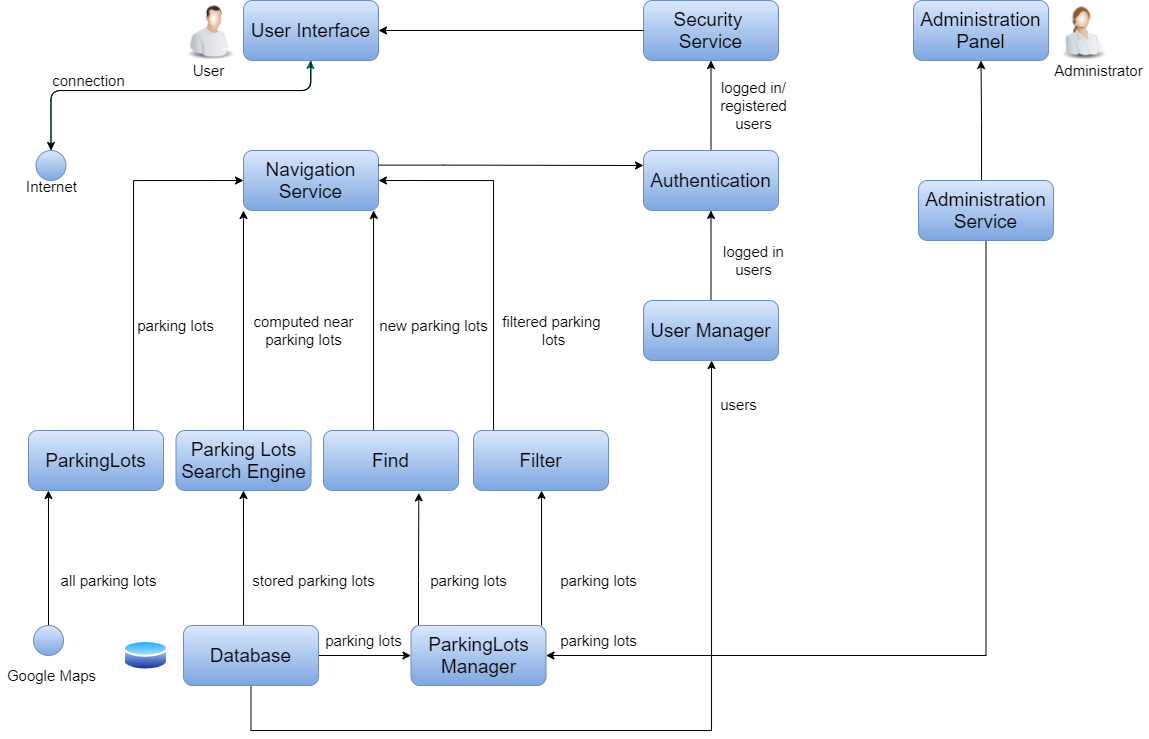 User Interface
Security
Service
Administration
Panel
User
Administrator
connection
logged in/
registered
users
Internet
Navigation
Service
Authentication
Administration
Service
logged in
users
parking lots
computed near
parking lots
new parking lots
filtered parking
lots
User Manager
users
ParkingLots
Parking Lots
Search Engine
Find
Filter
all parking lots
stored parking lots
parking lots
parking lots
Google Maps
Database
parking lots
ParkingLots
Manager
parking lots